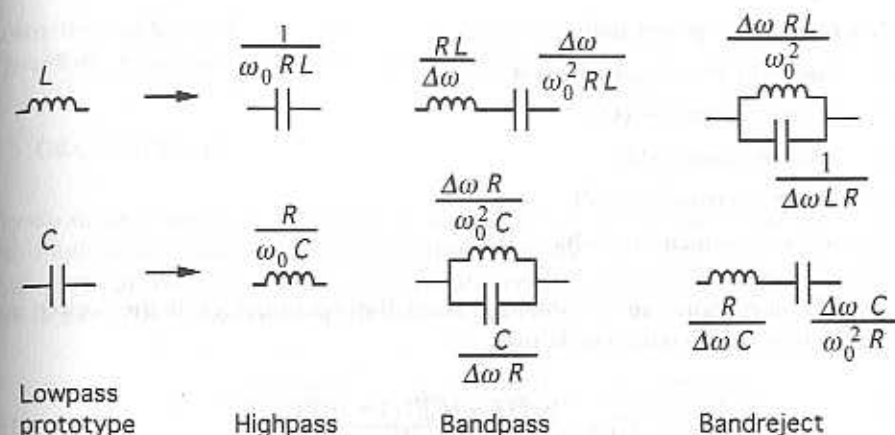 L
1 / ω₀ RL
RL / Δω
Δω / ω₀² RL
Δω RL / ω₀²
1 / Δω L R
C
R / ω₀ C
Δω R / ω₀² C
C / Δω R
R / Δω C
Δω C / ω₀² R
Lowpass
prototype
Highpass
Bandpass
Bandreject